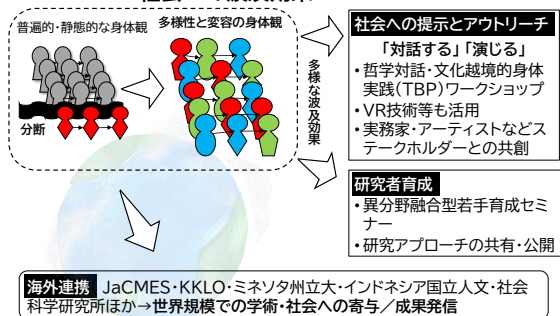 普遍的・静態的な身体観
多様性と変容の身体観
分断
多様な波及効果
社会への提示とアウトリーチ
「対話する」「演じる」
•哲学対話・文化越境的身体
実践(TBP)ワークショップ
•VR技術等も活用
•実務家・アーティストなどス
テークホルダーとの共創
研究者育成
•異分野融合型若手育成セミ
ナー
•研究アプローチの共有・公開
海外連携 JaCMES・KKLO・ミネソタ州立大・インドネシア国立人文・社会
科学研究所ほか→世界規模での学術・社会への寄与／成果発信